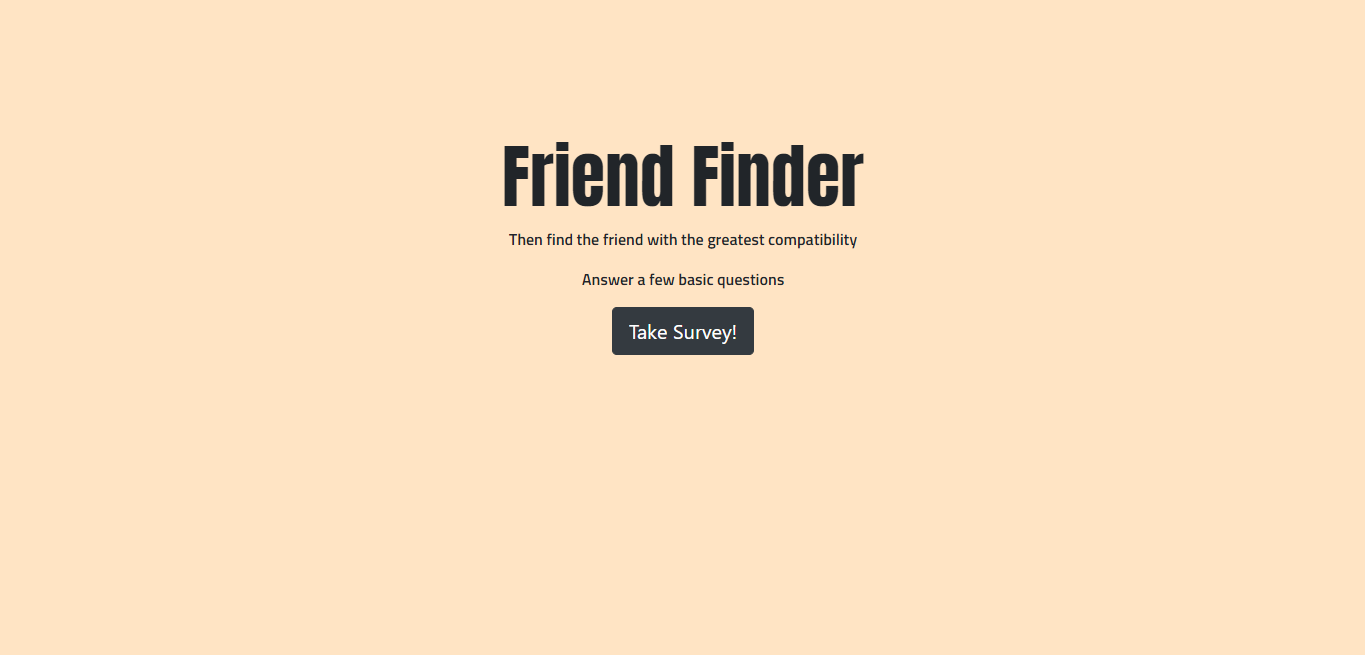 Friend Finder
Then find the friend with the greatest compatibility
Answer a few basic questions
Take Survey!